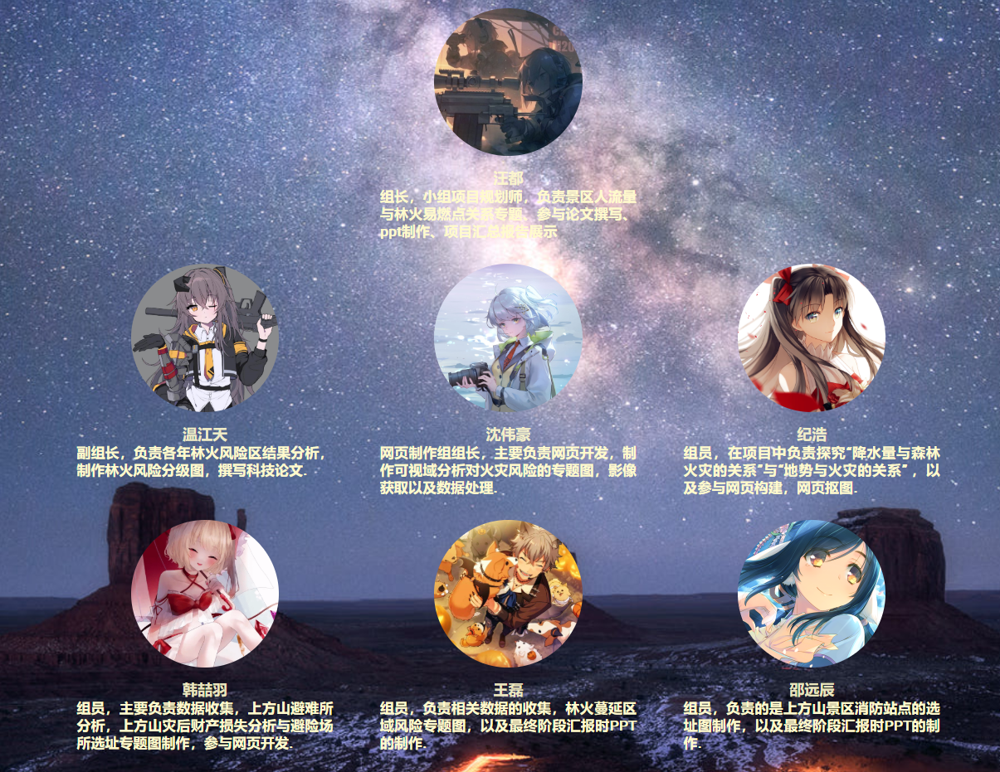 汪都
组长，小组项目规划师，负责景区人流量
与林火易燃点关系专题、参与论文撰写、
ppt制作、项目汇总报告展示
温江天
副组长，负责各年林火风险区结果分析，
制作林火风险分级图，撰写科技论文.
沈伟豪
网页制作组组长，主要负责网页开发，制
作可视域分析对火灾风险的专题图，影像
获取以及数据处理.
纪浩
组员，在项目中负责探究“降水量与森林
火灾的关系”与“地势与火灾的关系”，以
及参与网页构建，网页抠图.
韩喆羽
组员，主要负责数据收集，上方山避难所
分析，上方山灾后财产损失分析与避险场
所选址专题图制作，参与网页开发.
王磊
组员，负责相关数据的收集，林火蔓延区
域风险专题图，以及最终阶段汇报时PPT
的制作.
邵远辰
组员，负责的是上方山景区消防站点的选
址图制作，以及最终阶段汇报时PPT的制
作.